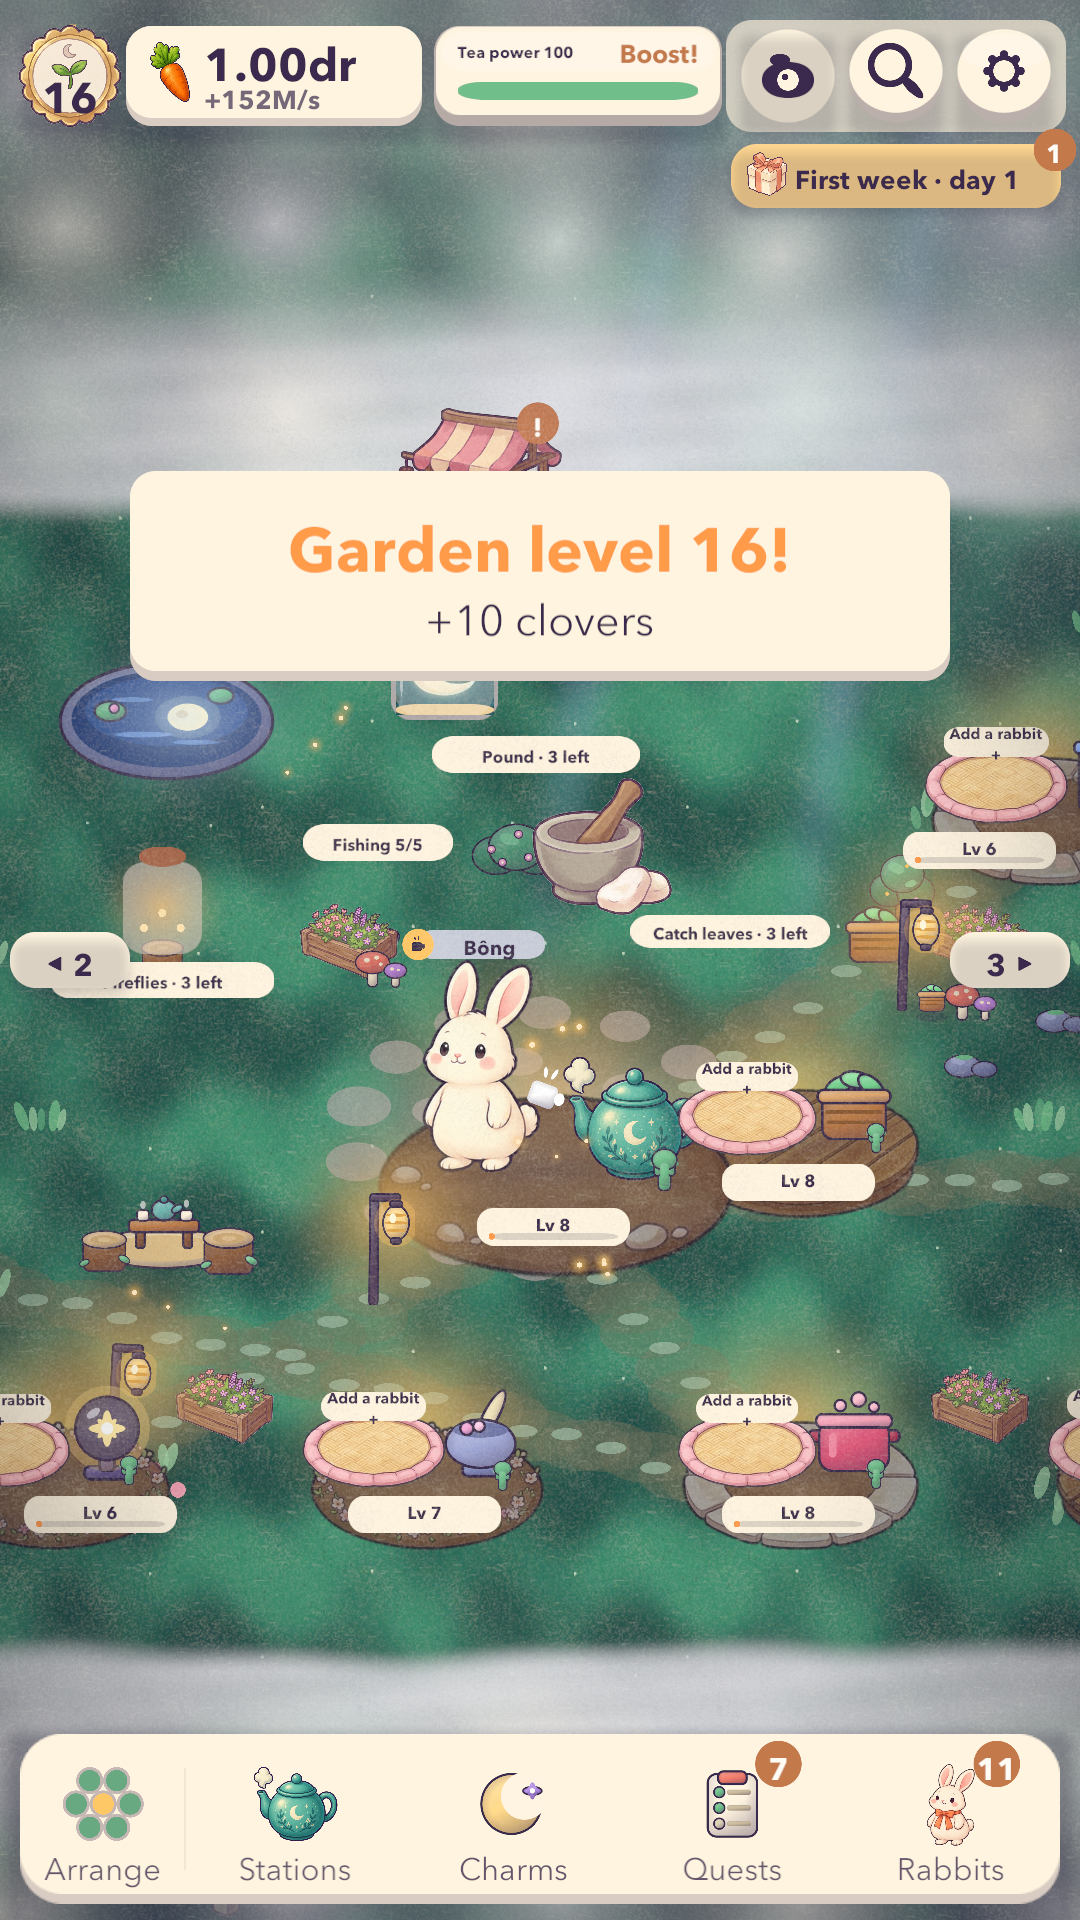 16
1.00dr
+152M/s
Tea power 100
Boost!
First week · day 1
1
!
Garden level 16!
+10 clovers
Pound · 3 left
Add a rabbit
+
Lv 6
Fishing 5/5
Catch leaves · 3 left
Bông
◄ 2
3 ►
reflies · 3 left
Add a rabbit
+
Lv 8
Lv 8
rabbit
+
Lv 6
Add a rabbit
+
Lv 7
Add a rabbit
+
Lv 8
Arrange
Stations
Charms
7
Quests
11
Rabbits